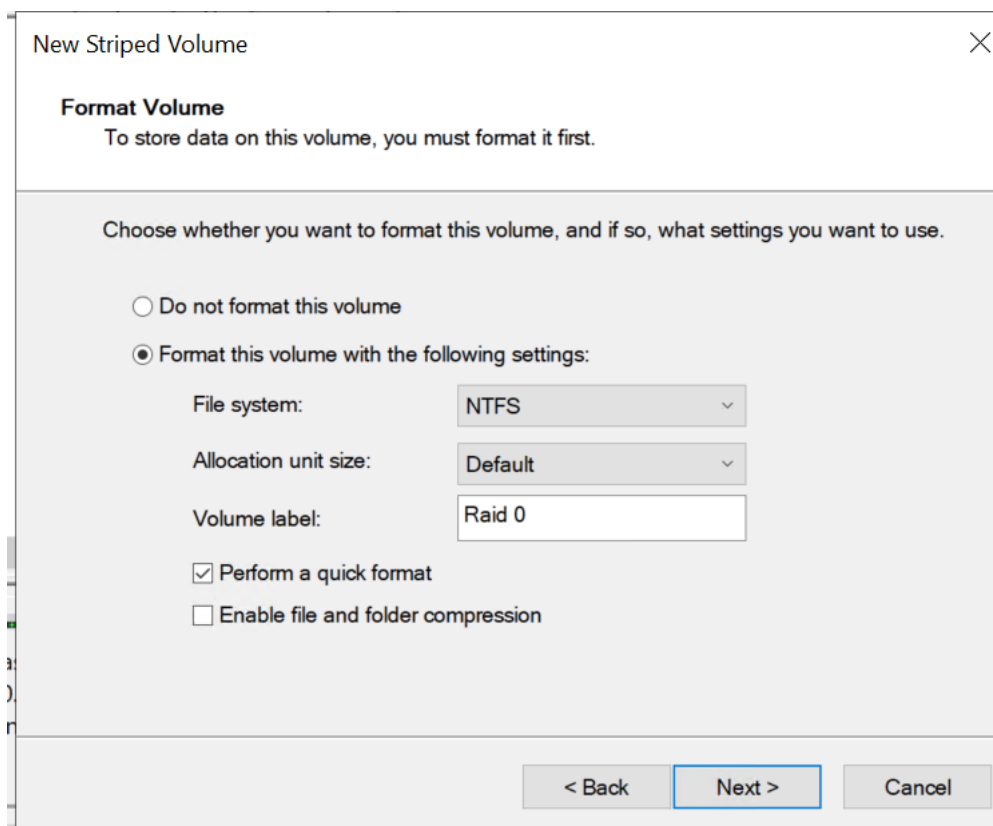 New Striped Volume
Format Volume
To store data on this volume, you must format it first.
Choose whether you want to format this volume, and if so, what settings you want to use.
Do not format this volume
Format this volume with the following settings:
File system: NTFS
Allocation unit size: Default
Volume label: Raid 0
Perform a quick format
Enable file and folder compression
< Back Next > Cancel